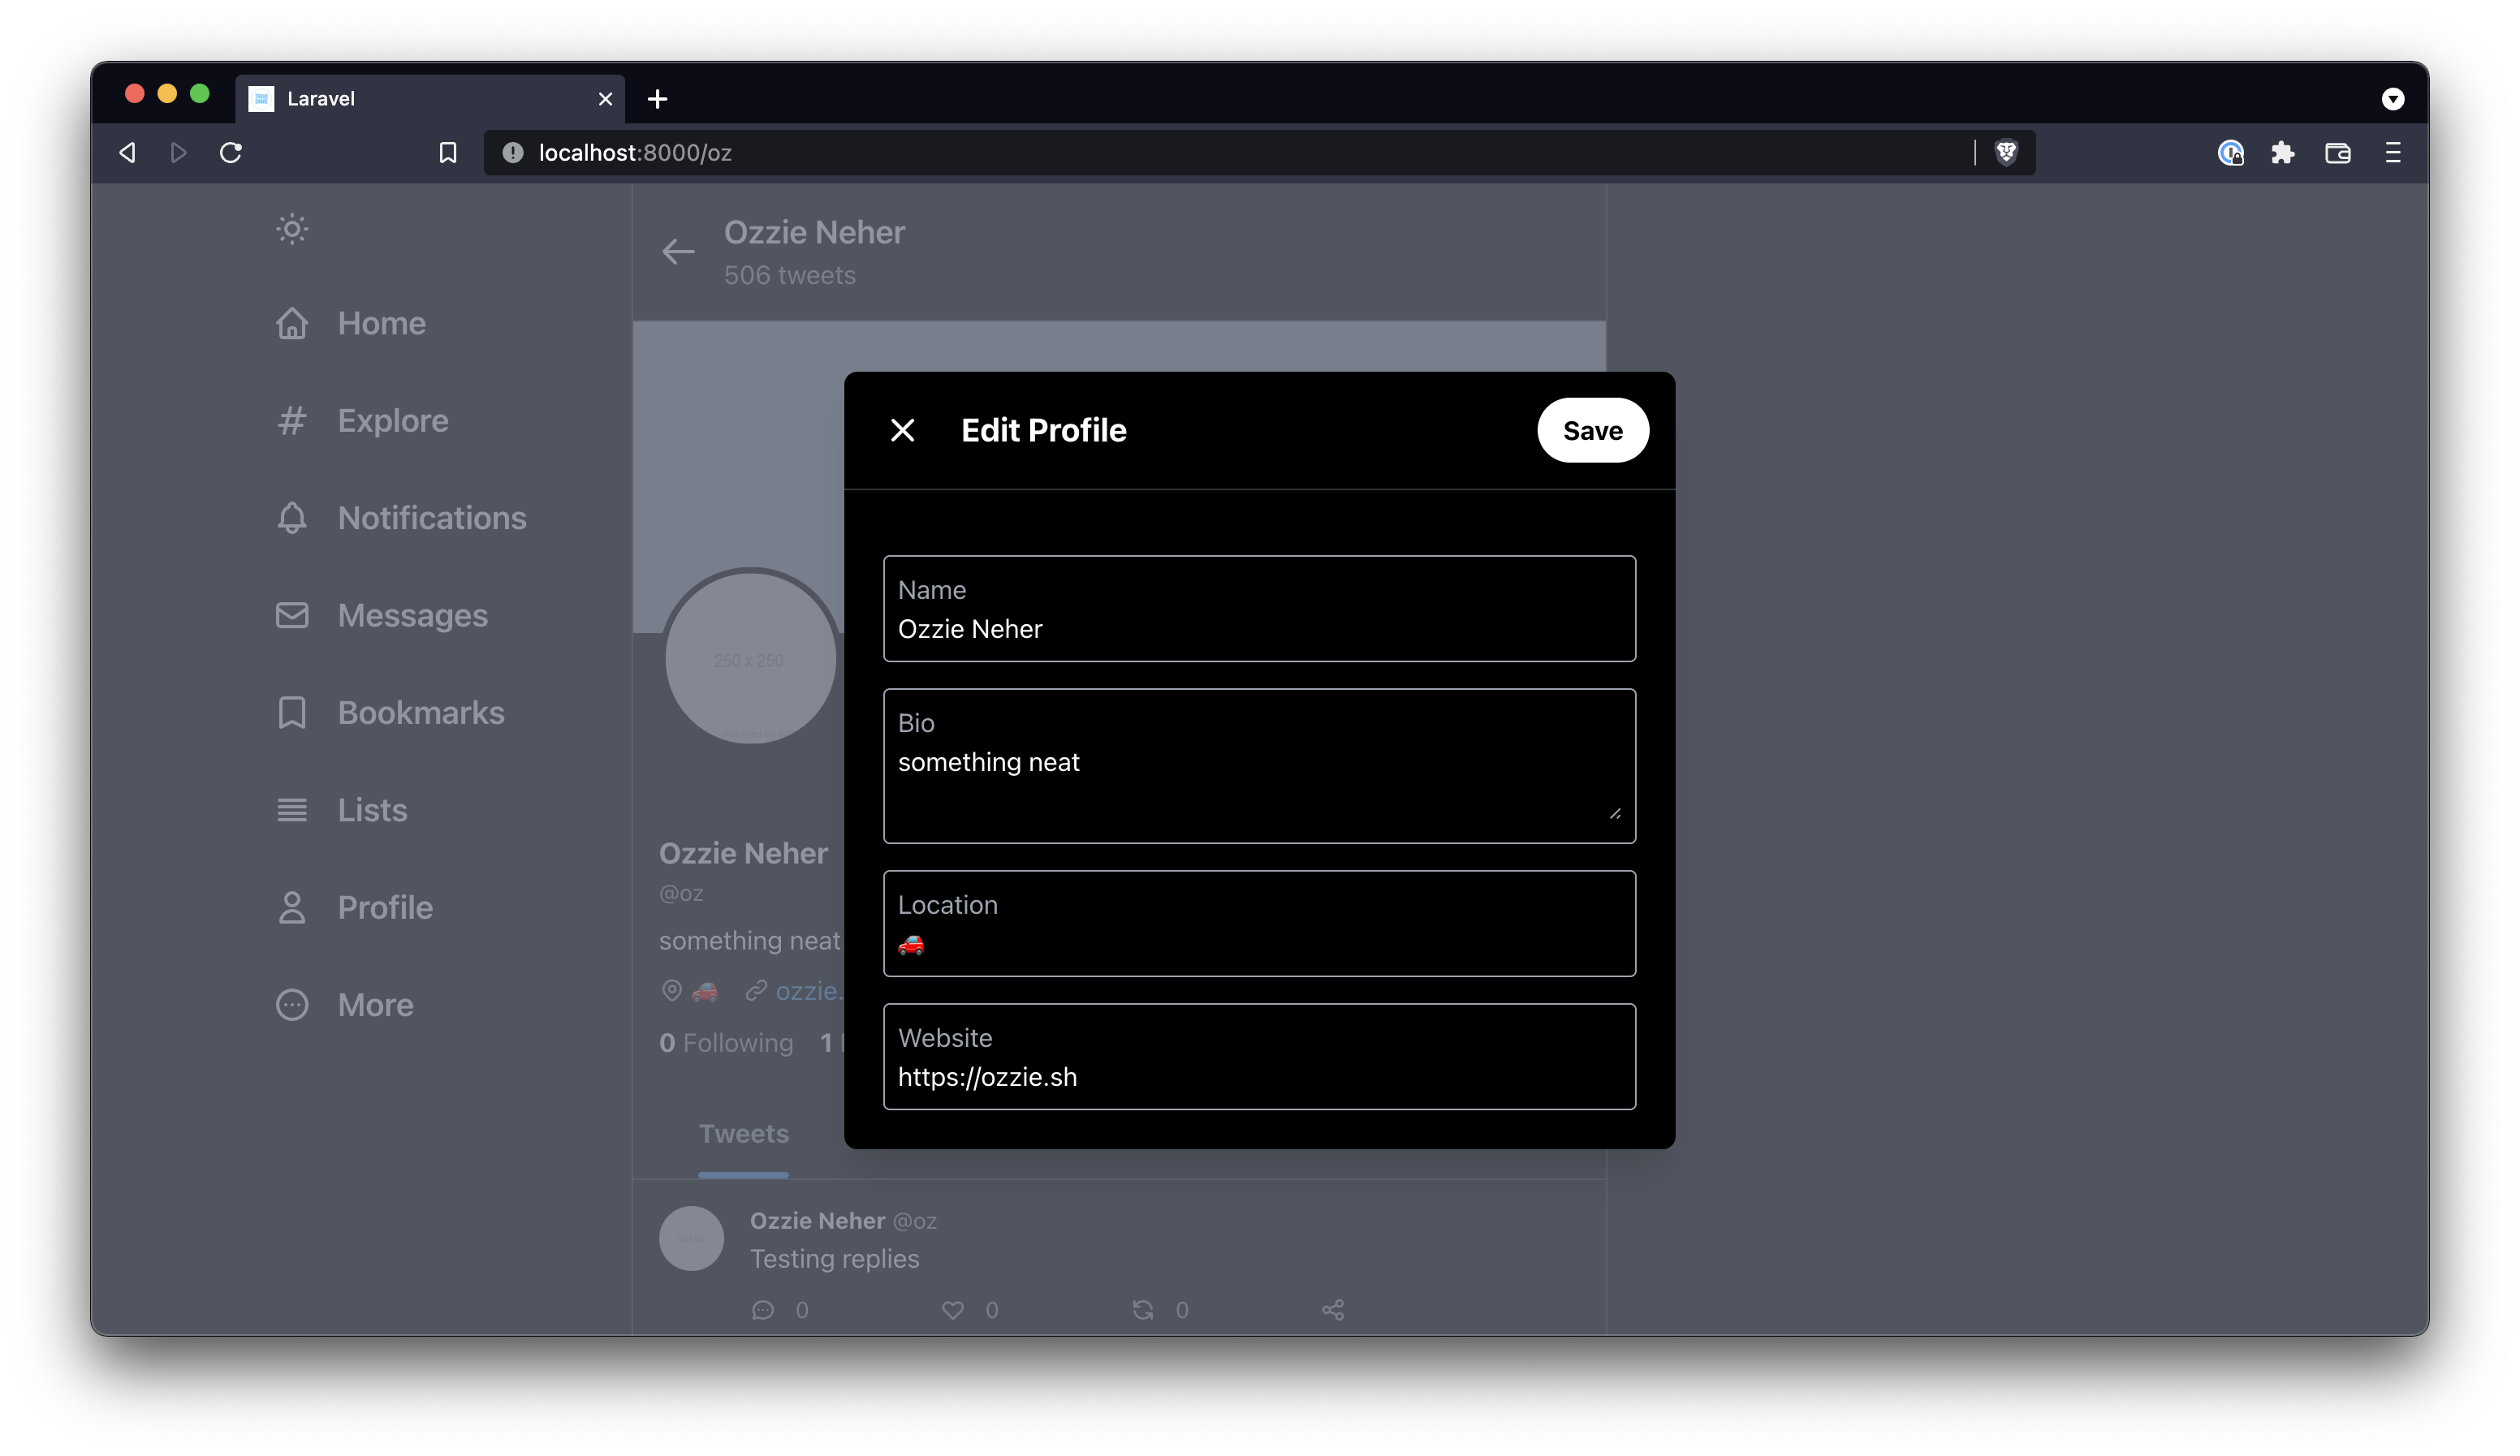 Laravel
localhost:8000/oz
Ozzie Neher
506 tweets
Home
Explore
Notifications
Messages
Bookmarks
Lists
Profile
More
250 x 250
Ozzie Neher
@oz
something neat
🚗 ozzie.
0 Following 1
Tweets
Ozzie Neher @oz
Testing replies
0 0 0
Edit Profile
Save
Name
Ozzie Neher
Bio
something neat
Location
🚗
Website
https://ozzie.sh